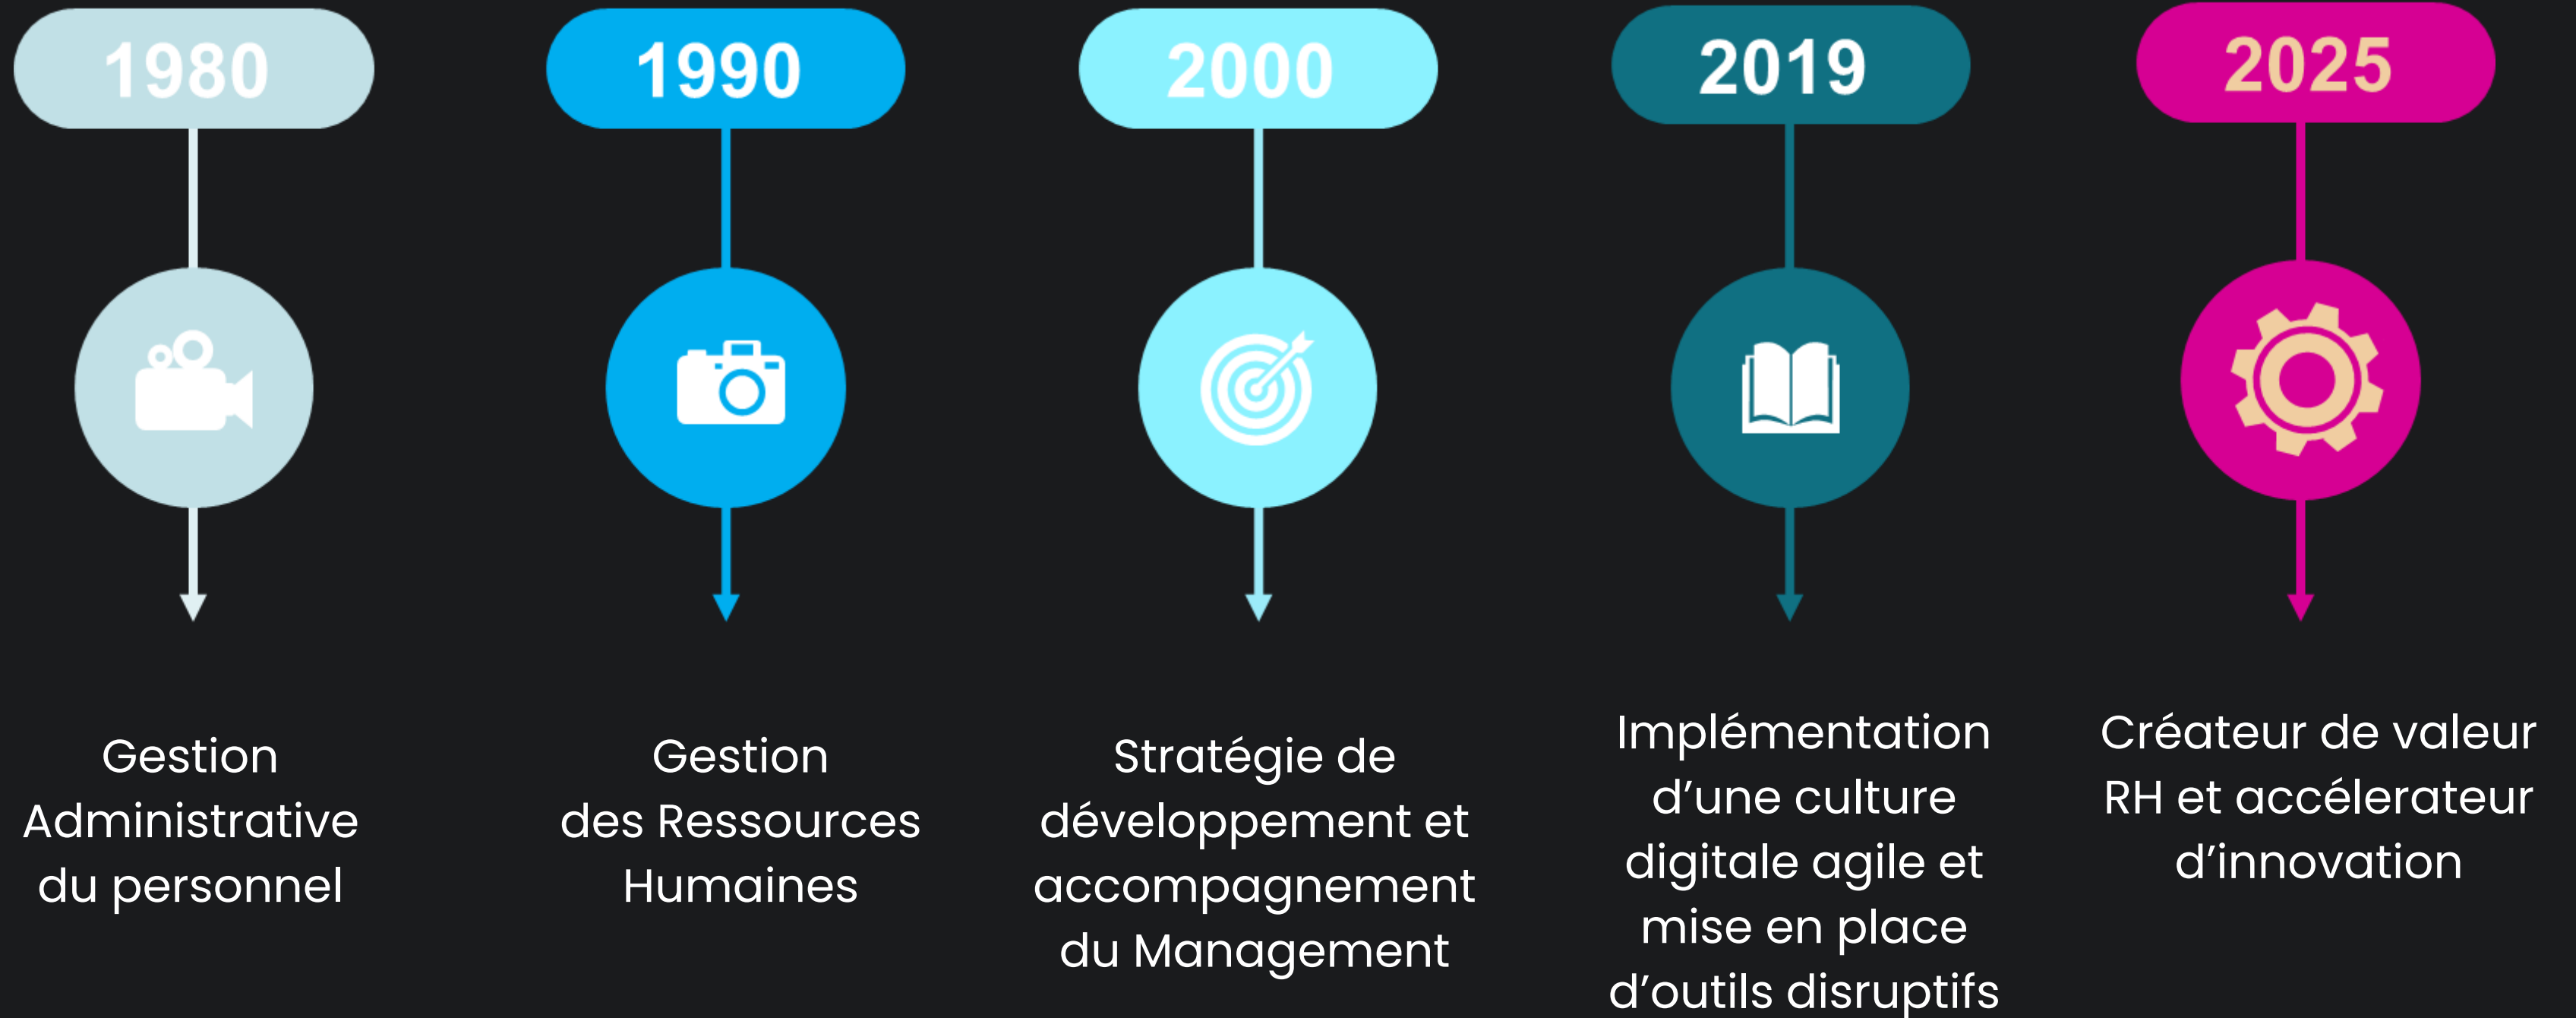 1980
Gestion
Administrative
du personnel
1990
Gestion
des Ressources
Humaines
2000
Stratégie de
développement et
accompagnement
du Management
2019
Implémentation
d’une culture
digitale agile et
mise en place
d’outils disruptifs
2025
Créateur de valeur
RH et accélerateur
d’innovation